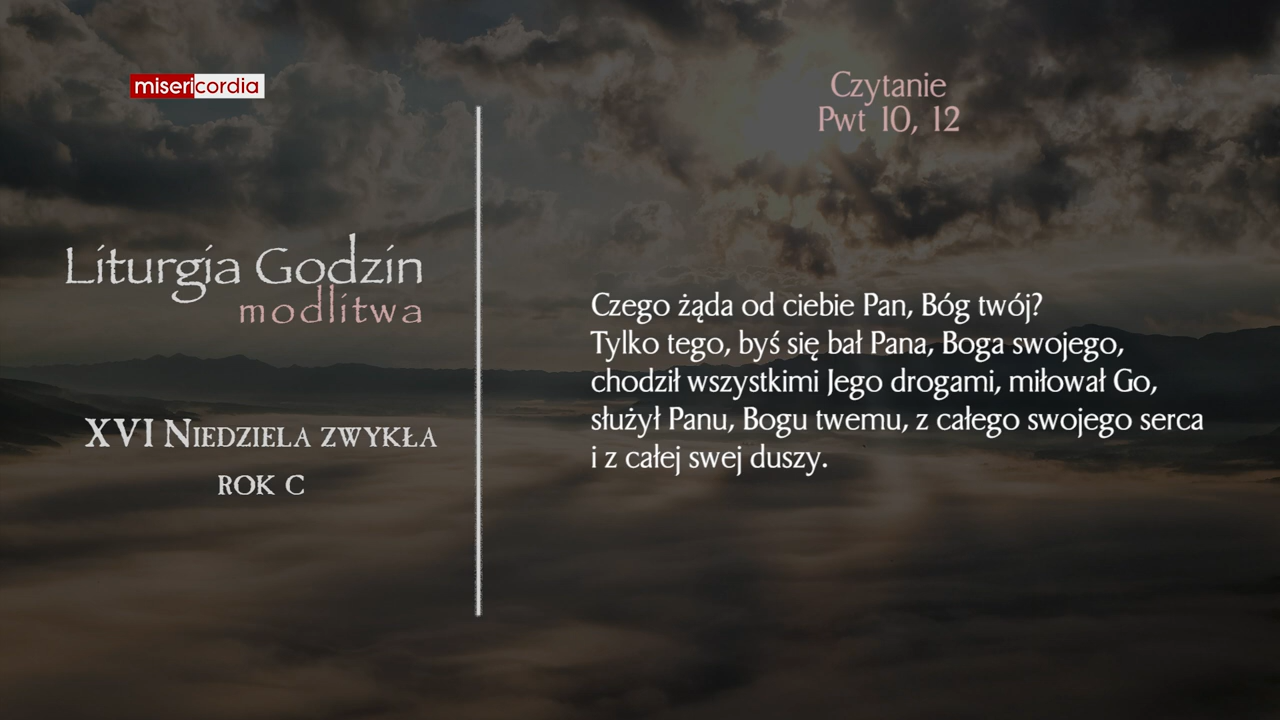 misericordia
Liturgia Godzin
modlitwa
XVI Niedziela zwykła
rok C
Czytanie
Pwt 10, 12
Czego żąda od ciebie Pan, Bóg twój?
Tylko tego, byś się bał Pana, Boga swojego,
chodził wszystkimi Jego drogami, miłował Go,
służył Panu, Bogu twemu, z całego swojego serca
i z całej swej duszy.